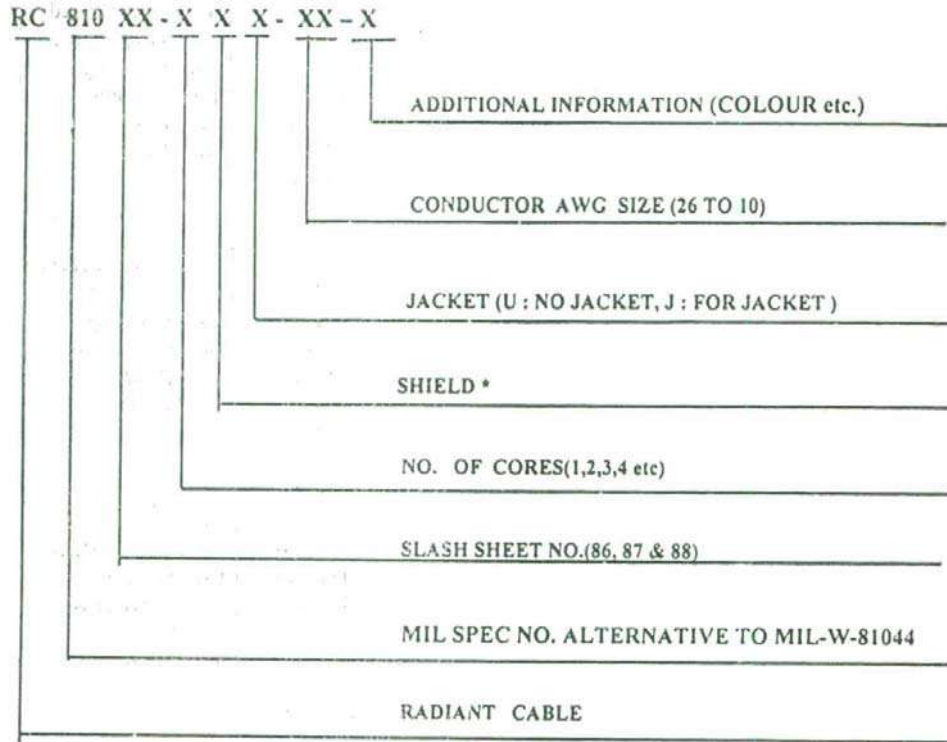 RC 810 XX - X X X - XX - X
ADDITIONAL INFORMATION (COLOUR etc.)
CONDUCTOR AWG SIZE (26 TO 10)
JACKET (U : NO JACKET, J : FOR JACKET )
SHIELD *
NO. OF CORES(1,2,3,4 etc)
SLASH SHEET NO.(86, 87 & 88)
MIL SPEC NO. ALTERNATIVE TO MIL-W-81044
RADIANT CABLE